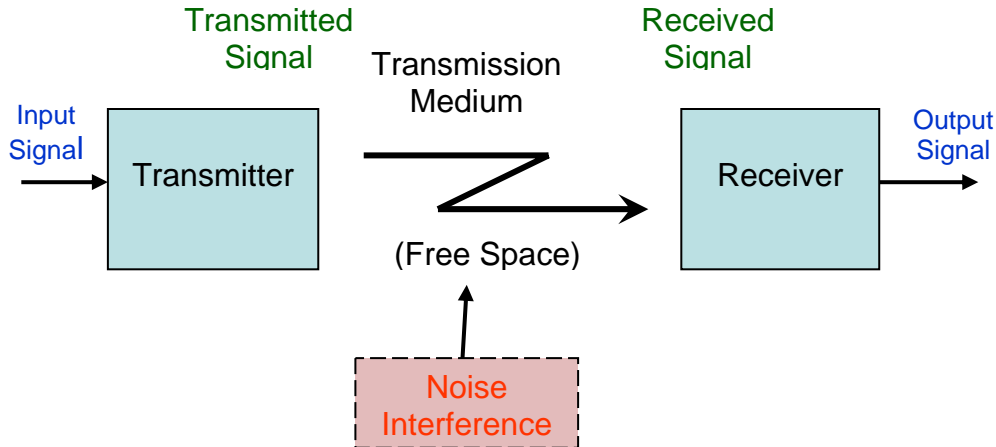 Transmitted
Signal
Received
Signal
Transmission
Medium
Input
Signal
Output
Signal
Transmitter
Receiver
(Free Space)
Noise
Interference